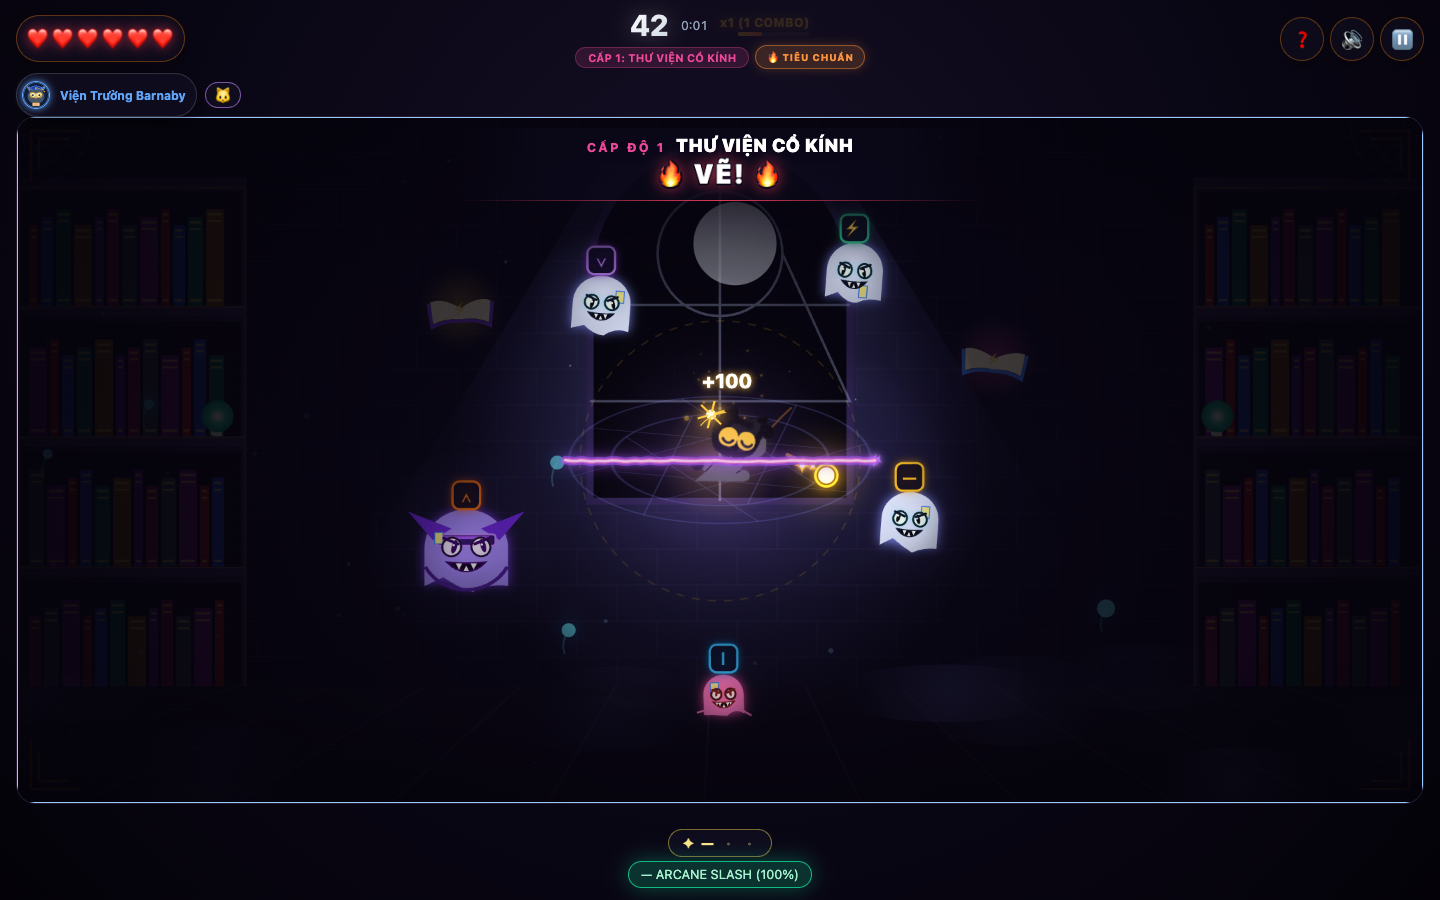 42 0:01 x1 (1 COMBO)
CẤP 1: THƯ VIỆN CỔ KÍNH 🔥 TIÊU CHUẨN
Viện Trưởng Barnaby
CẤP ĐỘ 1 THƯ VIỆN CỔ KÍNH
🔥 VẼ! 🔥
+100
— ARCANE SLASH (100%)